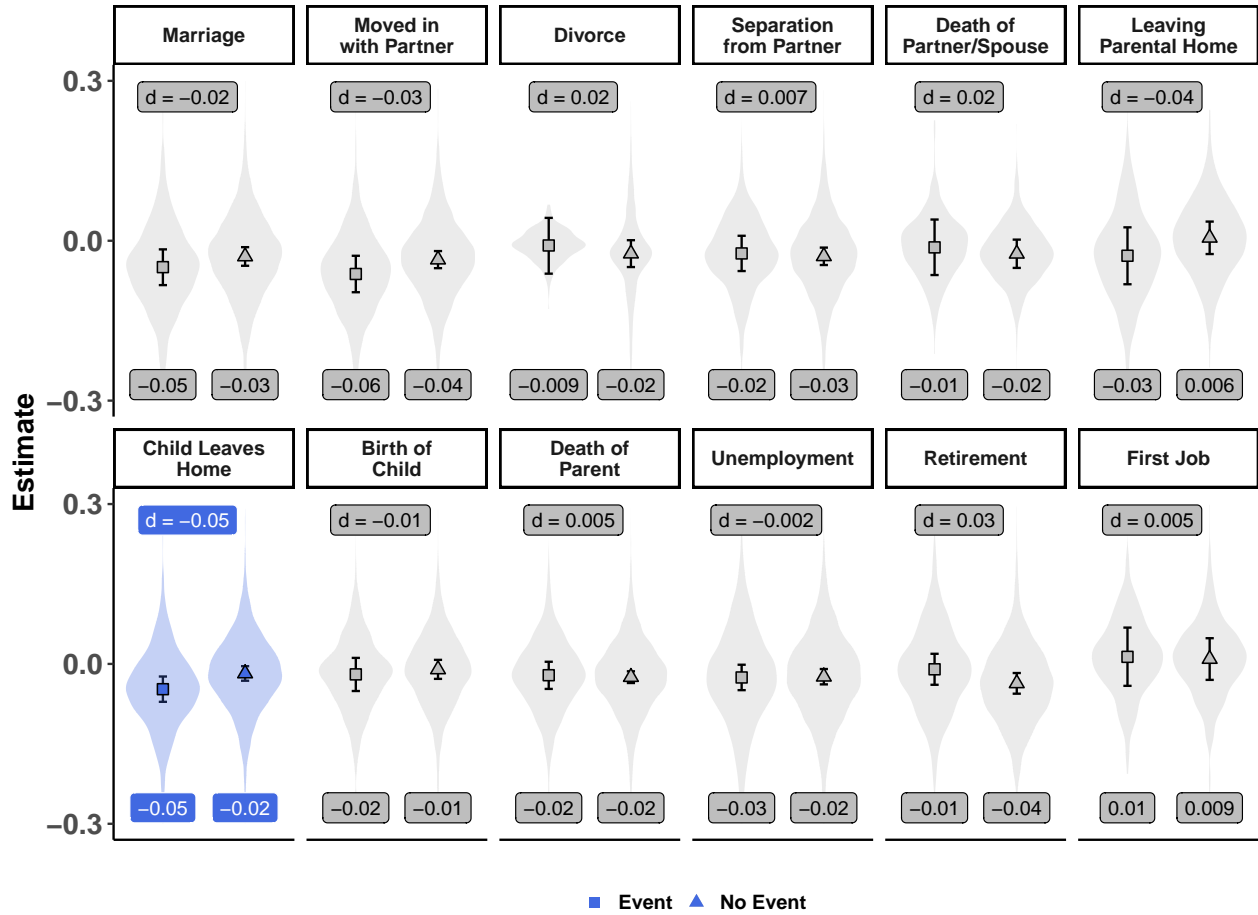 Marriage
Moved in
with Partner
Divorce
Separation
from Partner
Death of
Partner/Spouse
Leaving
Parental Home
0.3
d = −0.02
d = −0.03
d = 0.02
d = 0.007
d = 0.02
d = −0.04
0.0
−0.05
−0.03
−0.06
−0.04
−0.009
−0.02
−0.02
−0.03
−0.01
−0.02
−0.03
0.006
−0.3
Estimate
Child Leaves
Home
Birth of
Child
Death of
Parent
Unemployment
Retirement
First Job
0.3
d = −0.05
d = −0.01
d = 0.005
d = −0.002
d = 0.03
d = 0.005
0.0
−0.05
−0.02
−0.02
−0.01
−0.02
−0.02
−0.03
−0.02
−0.01
−0.04
0.01
0.009
−0.3
Event
No Event